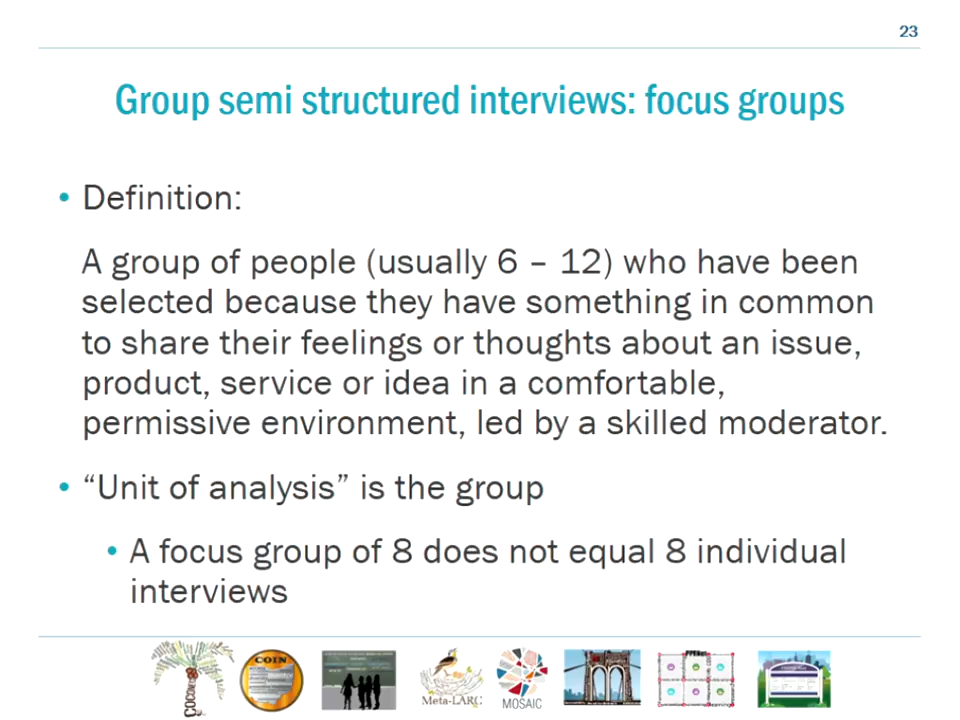 23
Group semi structured interviews: focus groups
• Definition:
A group of people (usually 6 – 12) who have been
selected because they have something in common
to share their feelings or thoughts about an issue,
product, service or idea in a comfortable,
permissive environment, led by a skilled moderator.
• “Unit of analysis” is the group
• A focus group of 8 does not equal 8 individual
interviews
COCONet
COIN
Meta-LARC
MOSAIC
PPRNet